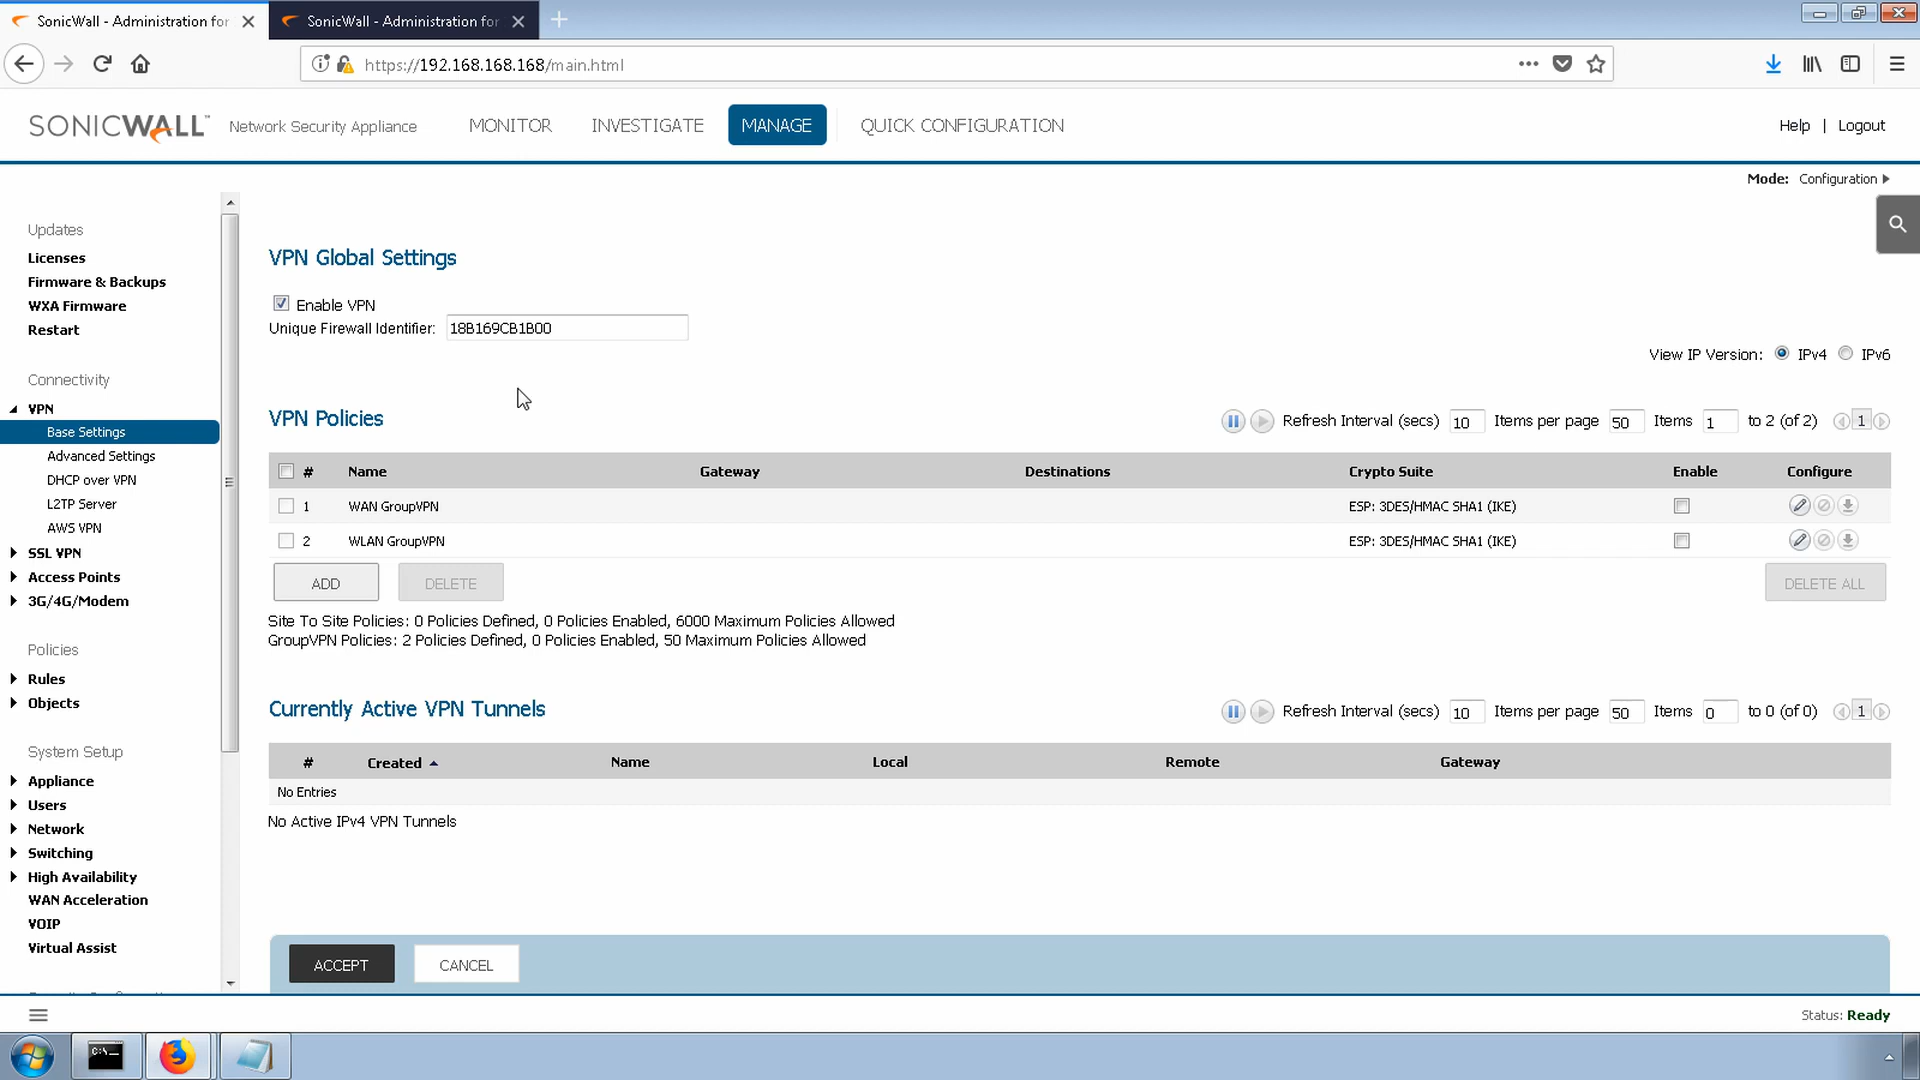 SonicWall - Administration for
SonicWall - Administration for
https://192.168.168.168/main.html
SONICWALL Network Security Appliance MONITOR INVESTIGATE MANAGE QUICK CONFIGURATION Help | Logout
Mode: Configuration
Updates
Licenses
Firmware & Backups
WXA Firmware
Restart
Connectivity
VPN
Base Settings
Advanced Settings
DHCP over VPN
L2TP Server
AWS VPN
SSL VPN
Access Points
3G/4G/Modem
Policies
Rules
Objects
System Setup
Appliance
Users
Network
Switching
High Availability
WAN Acceleration
VOIP
Virtual Assist
VPN Global Settings
Enable VPN
Unique Firewall Identifier: 18B169CB1B00
View IP Version: IPv4 IPv6
VPN Policies Refresh Interval (secs) 10 Items per page 50 Items 1 to 2 (of 2) 1
# Name Gateway Destinations Crypto Suite Enable Configure
1 WAN GroupVPN ESP: 3DES/HMAC SHA1 (IKE)
2 WLAN GroupVPN ESP: 3DES/HMAC SHA1 (IKE)
ADD DELETE DELETE ALL
Site To Site Policies: 0 Policies Defined, 0 Policies Enabled, 6000 Maximum Policies Allowed
GroupVPN Policies: 2 Policies Defined, 0 Policies Enabled, 50 Maximum Policies Allowed
Currently Active VPN Tunnels Refresh Interval (secs) 10 Items per page 50 Items 0 to 0 (of 0) 1
# Created Name Local Remote Gateway
No Entries
No Active IPv4 VPN Tunnels
ACCEPT CANCEL
Status: Ready